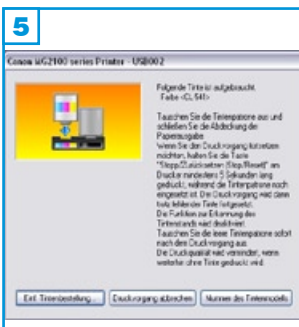 5
Canon MG2100 series Printer - USB002
Folgende Tinte ist aufgebraucht.
Farbe <CL-541>
Tauschen Sie die Tintenpatrone aus und
schließen Sie die Abdeckung der
Papierausgabe.
Wenn Sie den Druckvorgang fortsetzen
möchten, halten Sie die Taste
"Stopp/Zurücksetzen (Stop/Reset)" am
Drucker mindestens 5 Sekunden lang
gedrückt, während die Tintenpatrone noch
eingesetzt ist. Der Druckvorgang wird dann
trotz fehlender Tinte fortgesetzt.
Die Funktion zur Erkennung des
Tintenstands wird deaktiviert.
Tauschen Sie die leere Tintenpatrone sofort
nach dem Druckvorgang aus.
Die Druckqualität wird vermindert, wenn
weiterhin ohne Tinte gedruckt wird.
Einf. Tintenbestellung...
Druckvorgang abbrechen
Nummer des Tintenmodells